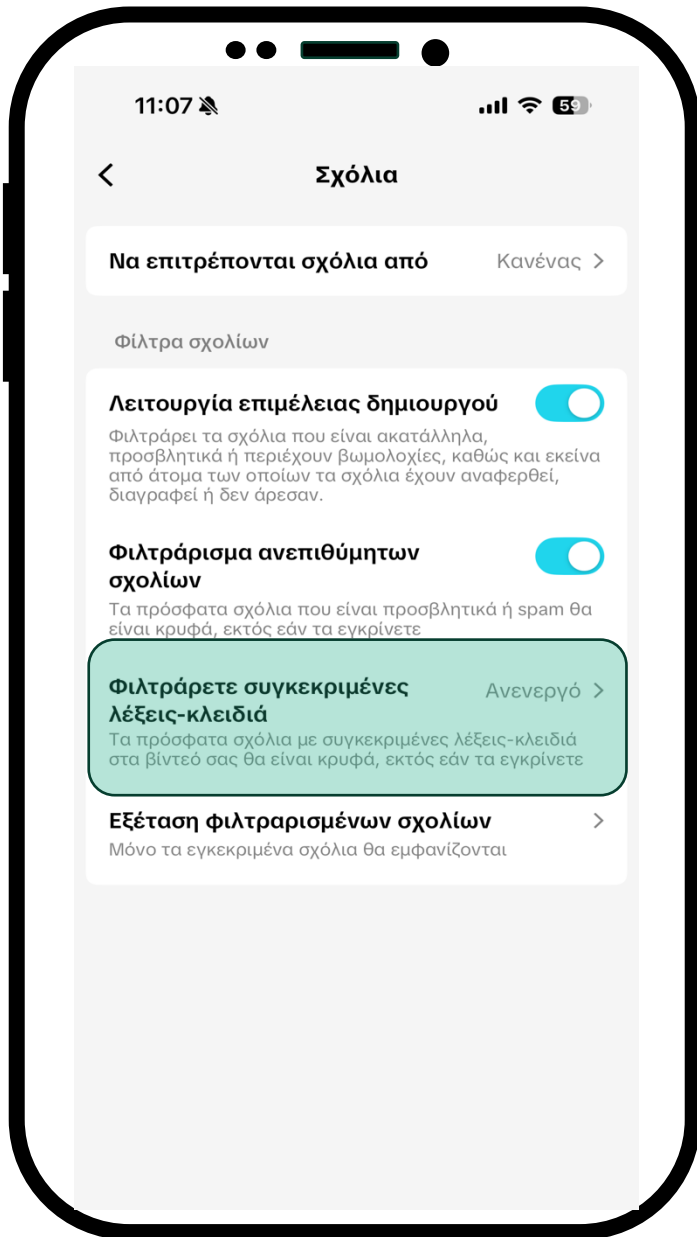 11:07
59
Σχόλια
Να επιτρέπονται σχόλια από Κανένας
Φίλτρα σχολίων
Λειτουργία επιμέλειας δημιουργού
Φιλτράρει τα σχόλια που είναι ακατάλληλα,
προσβλητικά ή περιέχουν βωμολοχίες, καθώς και εκείνα
από άτομα των οποίων τα σχόλια έχουν αναφερθεί,
διαγραφεί ή δεν άρεσαν.
Φιλτράρισμα ανεπιθύμητων
σχολίων
Τα πρόσφατα σχόλια που είναι προσβλητικά ή spam θα
είναι κρυφά, εκτός εάν τα εγκρίνετε
Φιλτράρετε συγκεκριμένες
λέξεις-κλειδιά
Ανενεργό
Τα πρόσφατα σχόλια με συγκεκριμένες λέξεις-κλειδιά
στα βίντεό σας θα είναι κρυφά, εκτός εάν τα εγκρίνετε
Εξέταση φιλτραρισμένων σχολίων
Μόνο τα εγκεκριμένα σχόλια θα εμφανίζονται